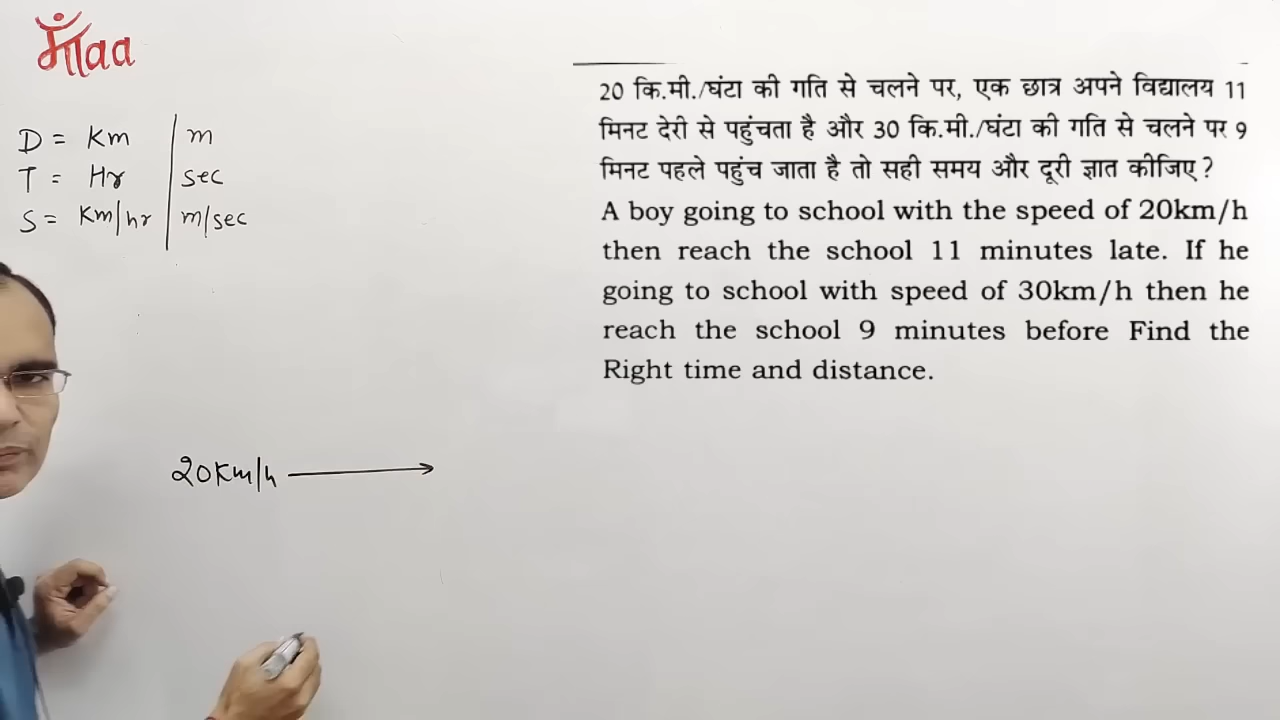 माँaa
D = Km | m
T = Hr | sec
S = Km/hr | m/sec
20 कि.मी./घंटा की गति से चलने पर, एक छात्र अपने विद्यालय 11
मिनट देरी से पहुंचता है और 30 कि.मी./घंटा की गति से चलने पर 9
मिनट पहले पहुंच जाता है तो सही समय और दूरी ज्ञात कीजिए?
A boy going to school with the speed of 20km/h
then reach the school 11 minutes late. If he
going to school with speed of 30km/h then he
reach the school 9 minutes before Find the
Right time and distance.
20Km/h